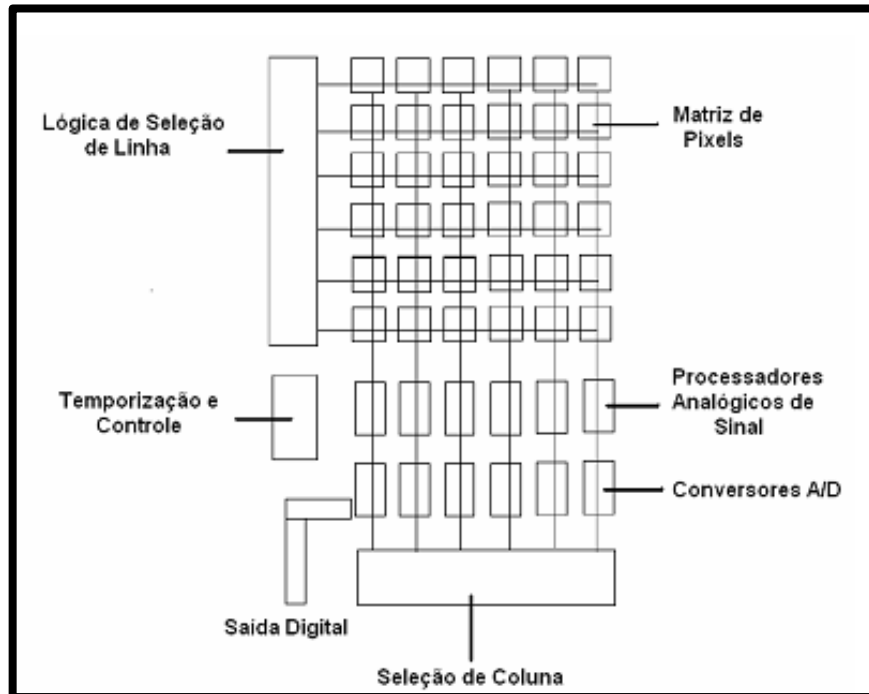 Lógica de Seleção
de Linha
Matriz de
Pixels
Temporização e
Controle
Processadores
Analógicos de
Sinal
Conversores A/D
Saída Digital
Seleção de Coluna